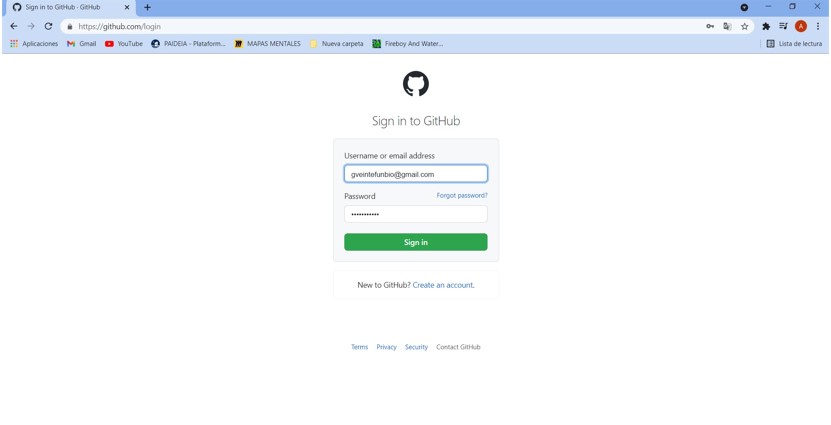 Sign in to GitHub · GitHub
https://github.com/login
A
Aplicaciones Gmail YouTube PAIDEIA - Plataform... MAPAS MENTALES Nueva carpeta Fireboy And Water... Lista de lectura
Sign in to GitHub
Username or email address
gveintefunbio@gmail.com
Password Forgot password?
•••••••••••
Sign in
New to GitHub? Create an account.
Terms Privacy Security Contact GitHub